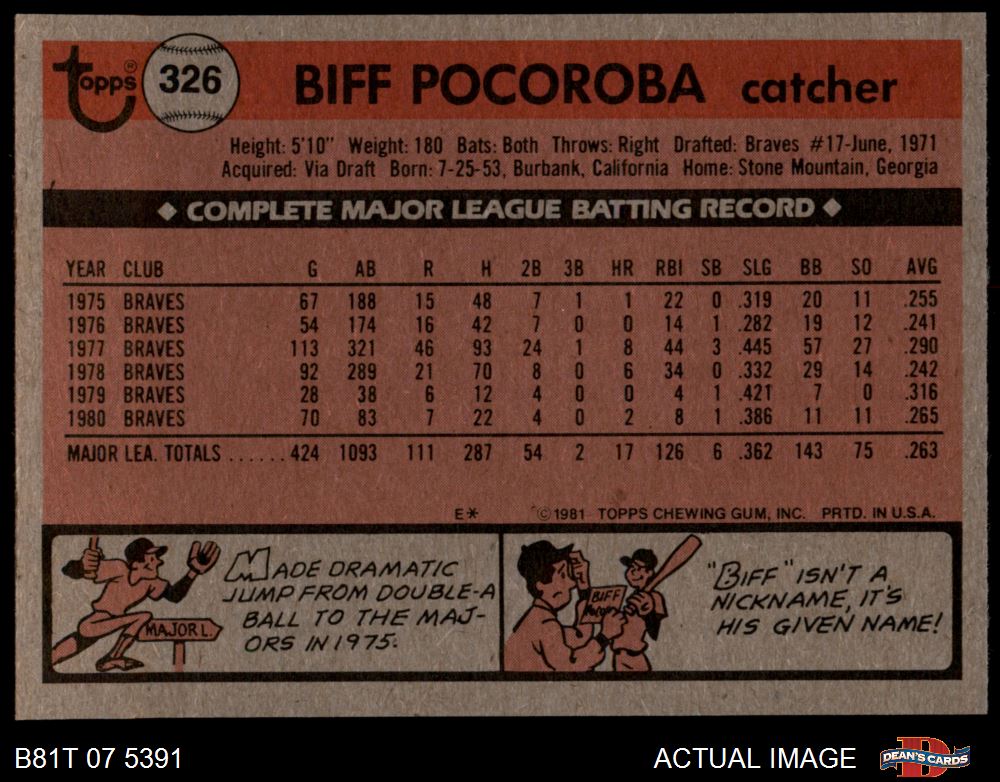 Topps® 326 BIFF POCOROBA catcher
Height: 5'10" Weight: 180 Bats: Both Throws: Right Drafted: Braves #17-June, 1971
Acquired: Via Draft Born: 7-25-53, Burbank, California Home: Stone Mountain, Georgia
◆ COMPLETE MAJOR LEAGUE BATTING RECORD ◆
YEAR CLUB G AB R H 2B 3B HR RBI SB SLG BB SO AVG
1975 BRAVES 67 188 15 48 7 1 1 22 0 .319 20 11 .255
1976 BRAVES 54 174 16 42 7 0 0 14 1 .282 19 12 .241
1977 BRAVES 113 321 46 93 24 1 8 44 3 .445 57 27 .290
1978 BRAVES 92 289 21 70 8 0 6 34 0 .332 29 14 .242
1979 BRAVES 28 38 6 12 4 0 0 4 1 .421 7 0 .316
1980 BRAVES 70 83 7 22 4 0 2 8 1 .386 11 11 .265
MAJOR LEA. TOTALS ......424 1093 111 287 54 2 17 126 6 .362 143 75 .263
E* ©1981 TOPPS CHEWING GUM, INC. PRTD. IN U.S.A.
MADE DRAMATIC
JUMP FROM DOUBLE-A
BALL TO THE MAJ-
ORS IN 1975.
MAJOR L.
"BIFF" ISN'T A
NICKNAME, IT'S
HIS GIVEN NAME!
BIFF
B81T 07 5391 ACTUAL IMAGE DEAN'S CARDS